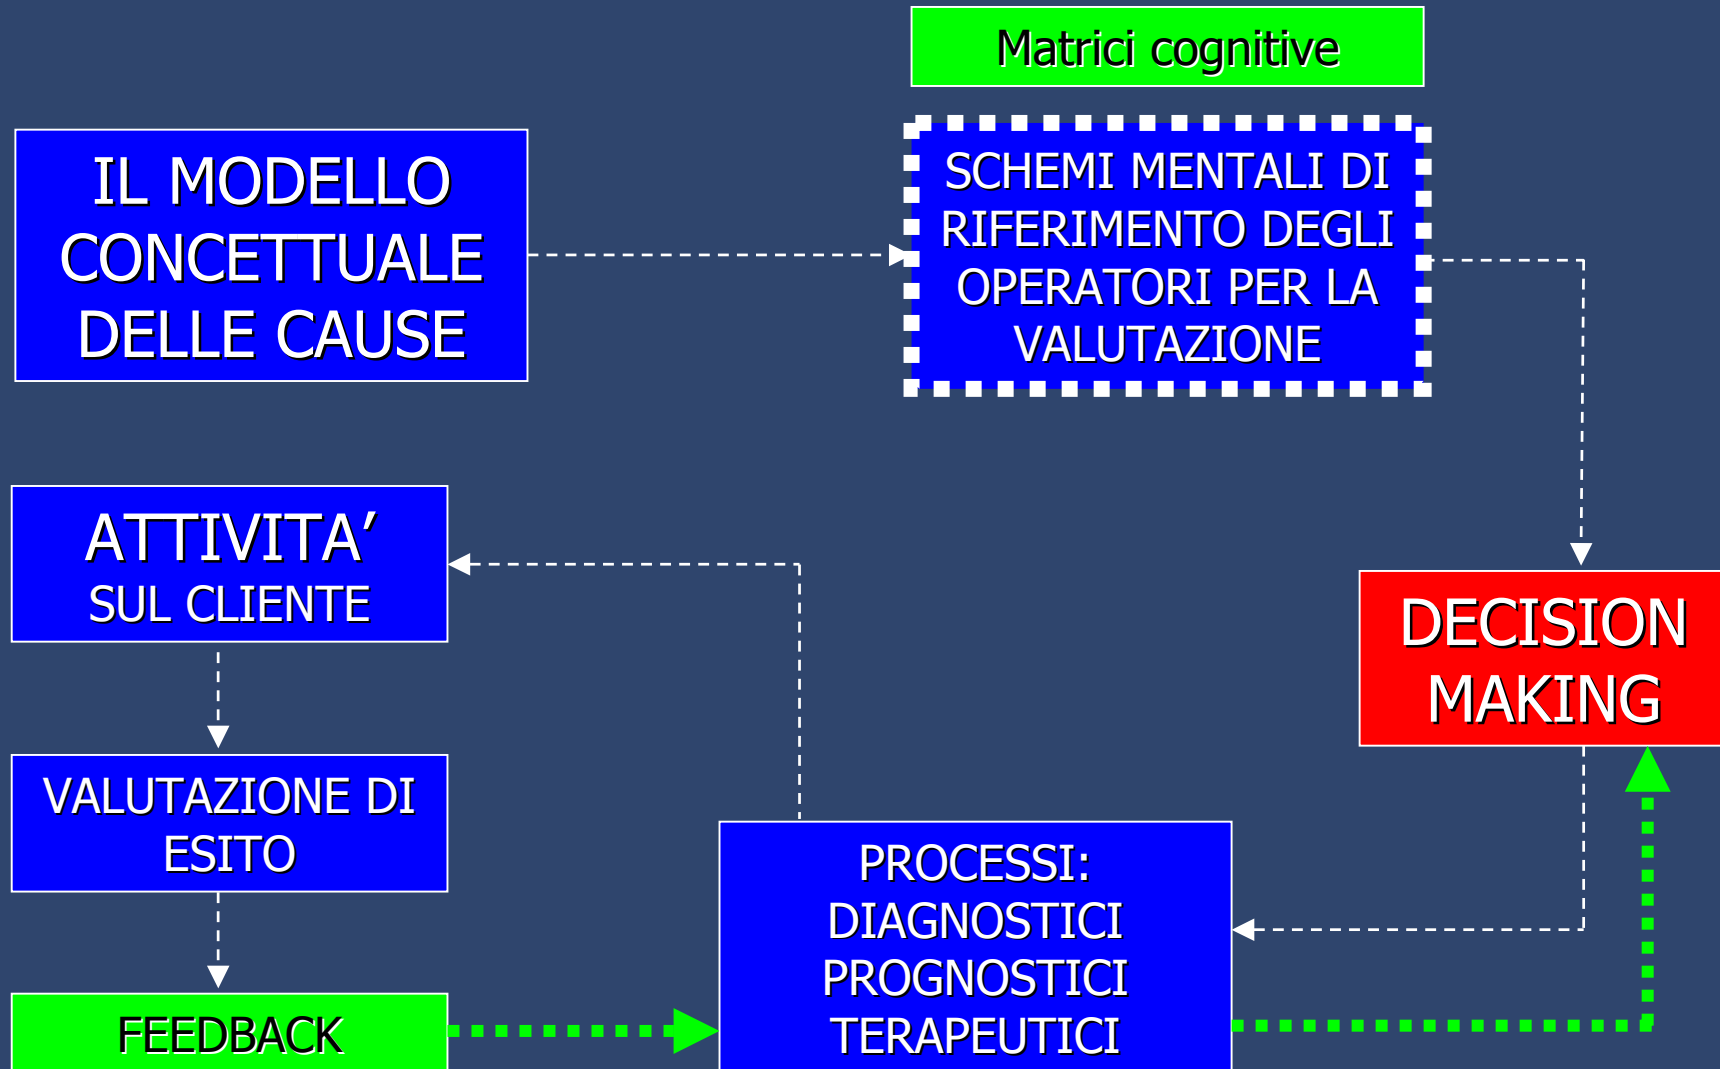 Matrici cognitive
IL MODELLO
CONCETTUALE
DELLE CAUSE
SCHEMI MENTALI DI
RIFERIMENTO DEGLI
OPERATORI PER LA
VALUTAZIONE
ATTIVITA’
SUL CLIENTE
DECISION
MAKING
VALUTAZIONE DI
ESITO
PROCESSI:
DIAGNOSTICI
PROGNOSTICI
TERAPEUTICI
FEEDBACK